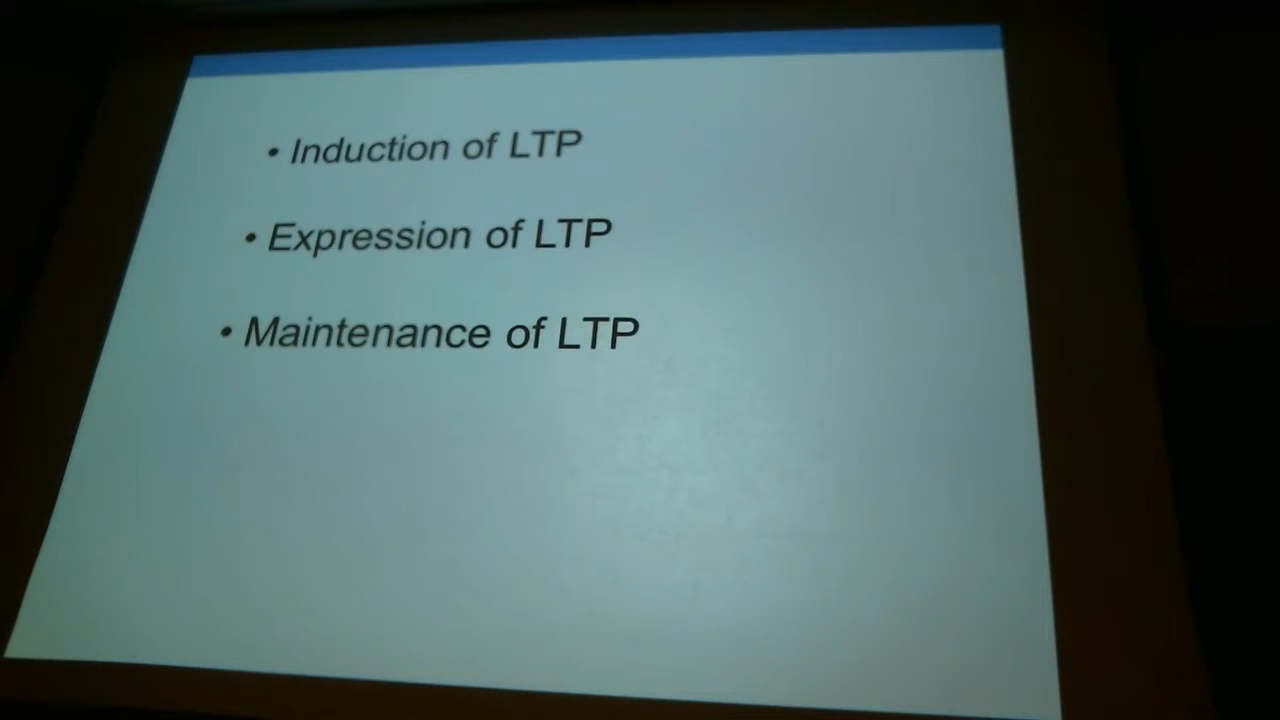 • Induction of LTP
• Expression of LTP
• Maintenance of LTP